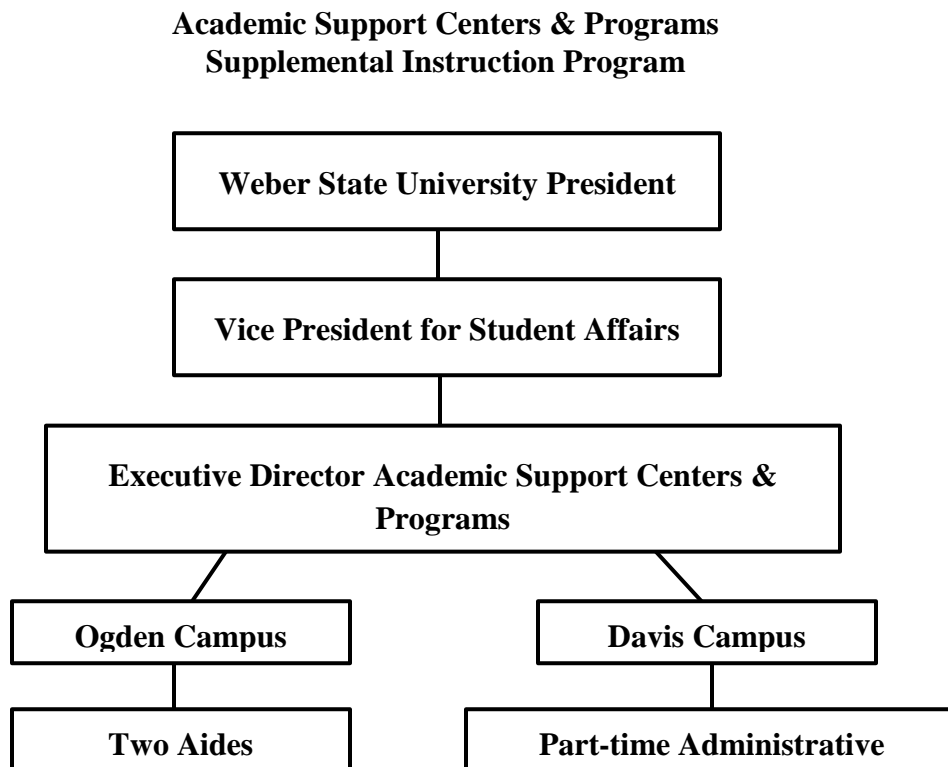 Academic Support Centers & Programs
Supplemental Instruction Program
Weber State University President
Vice President for Student Affairs
Executive Director Academic Support Centers &
Programs
Ogden Campus
Davis Campus
Two Aides
Part-time Administrative